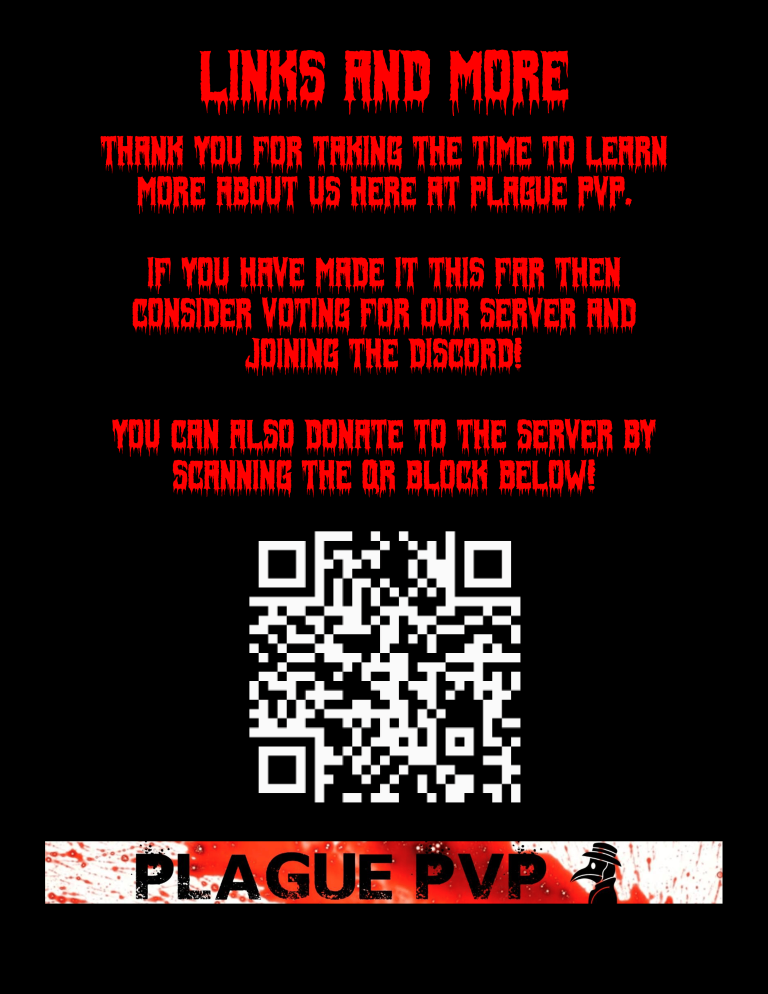 LINKS AND MORE
THANK YOU FOR TAKING THE TIME TO LEARN
MORE ABOUT US HERE AT PLAGUE PVP.
IF YOU HAVE MADE IT THIS FAR THEN
CONSIDER VOTING FOR OUR SERVER AND
JOINING THE DISCORD!
YOU CAN ALSO DONATE TO THE SERVER BY
SCANNING THE QR BLOCK BELOW!
PLAGUE PVP